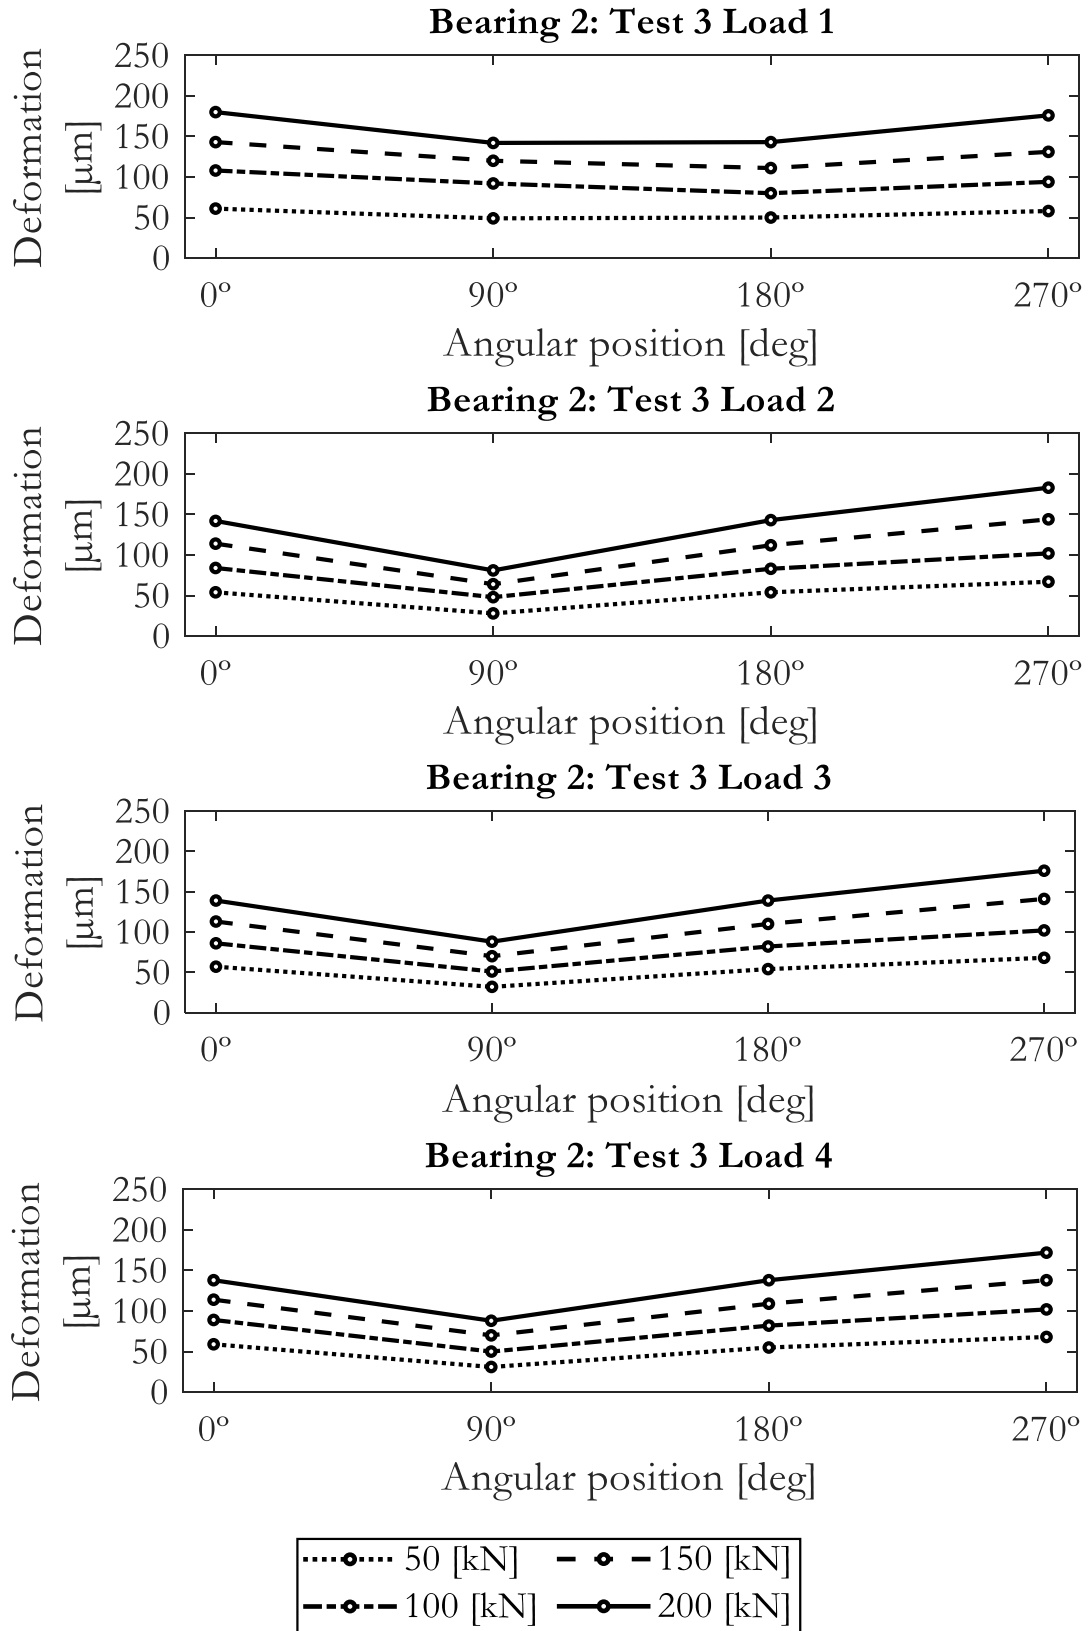 Bearing 2: Test 3 Load 1
Deformation
[µm]
250
200
150
100
50
0
0º 90º 180º 270º
Angular position [deg]
Bearing 2: Test 3 Load 2
Deformation
[µm]
250
200
150
100
50
0
0º 90º 180º 270º
Angular position [deg]
Bearing 2: Test 3 Load 3
Deformation
[µm]
250
200
150
100
50
0
0º 90º 180º 270º
Angular position [deg]
Bearing 2: Test 3 Load 4
Deformation
[µm]
250
200
150
100
50
0
0º 90º 180º 270º
Angular position [deg]
50 [kN] 150 [kN]
100 [kN] 200 [kN]